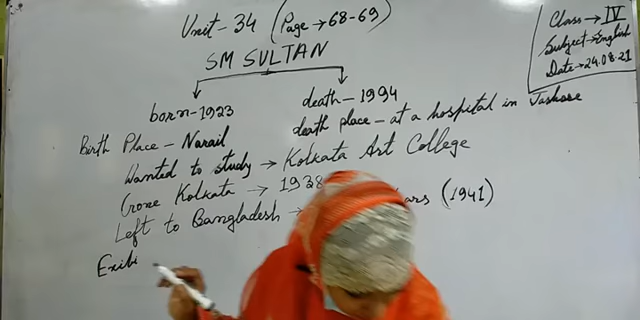 Unit-34 (Page → 68-69)
SM SULTAN
Class → IV
Subject → English
Date → 24.08.21
born-1923
death-1994
Birth Place - Narail
death place - at a hospital in Jashore
Wanted to study → Kolkata Art College
Gone Kolkata → 1938
Left to Bangladesh → ars (1941)
Exibi